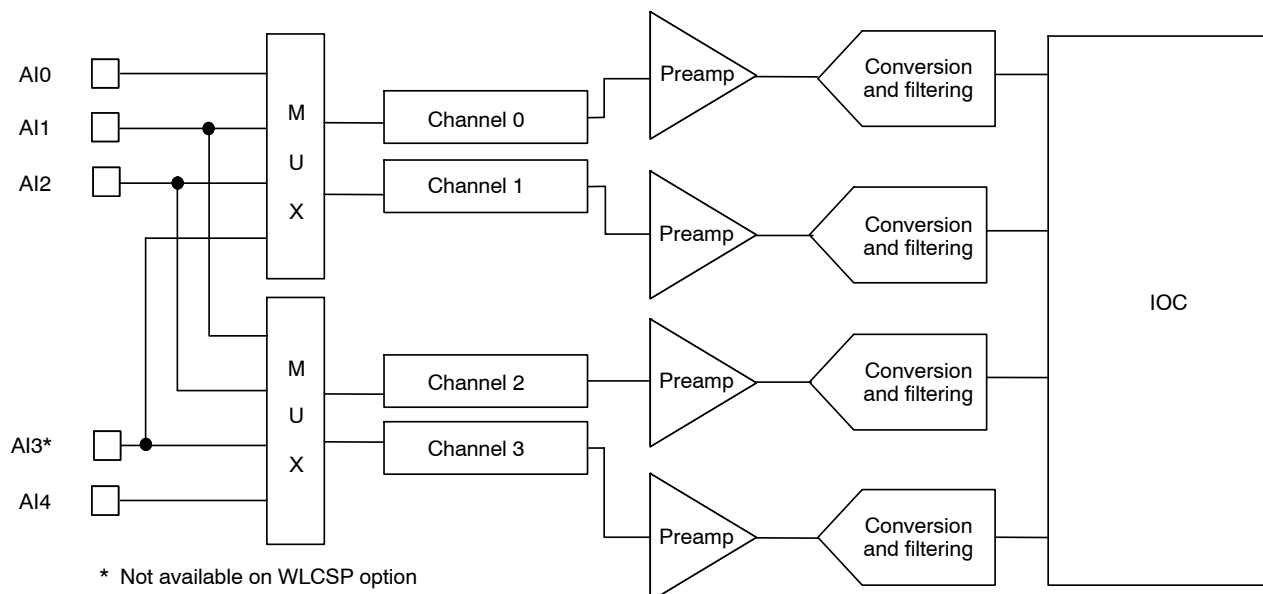 AI0
AI1
AI2
AI3*
AI4
M
U
X
M
U
X
Channel 0
Channel 1
Channel 2
Channel 3
Preamp
Preamp
Preamp
Preamp
Conversion
and filtering
Conversion
and filtering
Conversion
and filtering
Conversion
and filtering
IOC
* Not available on WLCSP option